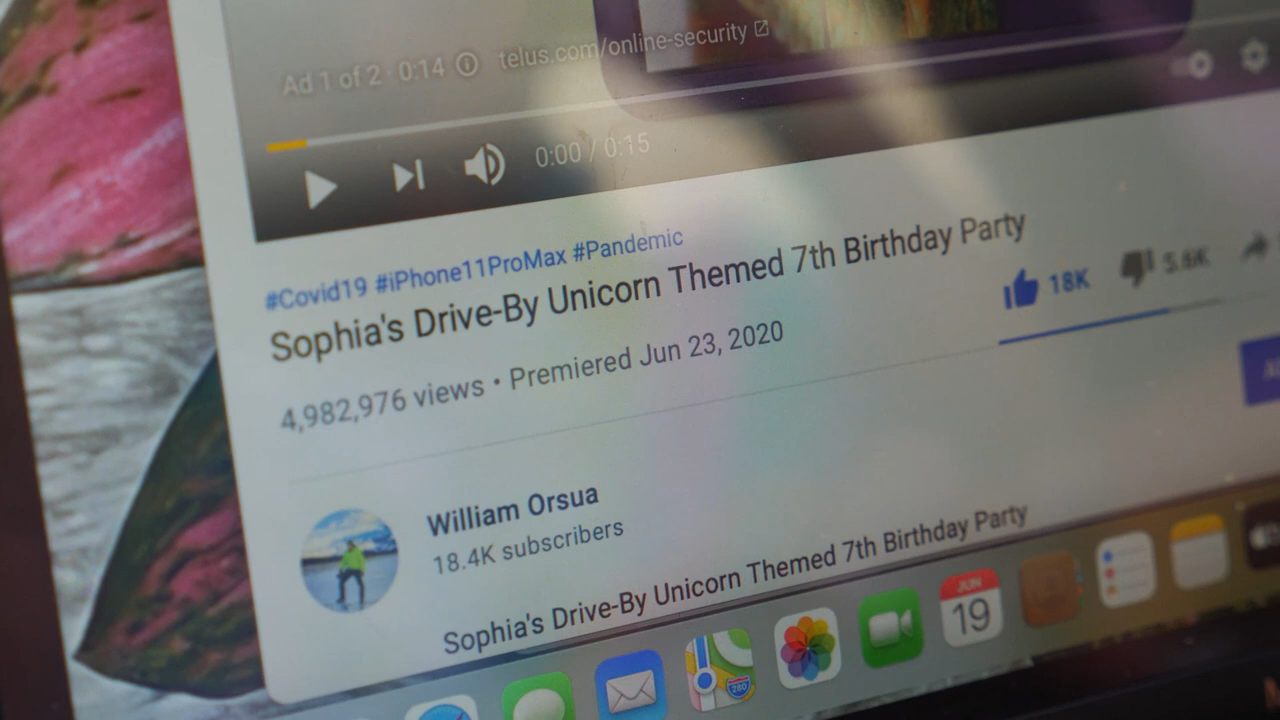 Ad 1 of 2 · 0:14 telus.com/online-security
0:00 / 0:15
#Covid19 #iPhone11ProMax #Pandemic
Sophia's Drive-By Unicorn Themed 7th Birthday Party
4,982,976 views • Premiered Jun 23, 2020
18K 5.6K
William Orsua
18.4K subscribers
Sophia's Drive-By Unicorn Themed 7th Birthday Party
JUN
19
280